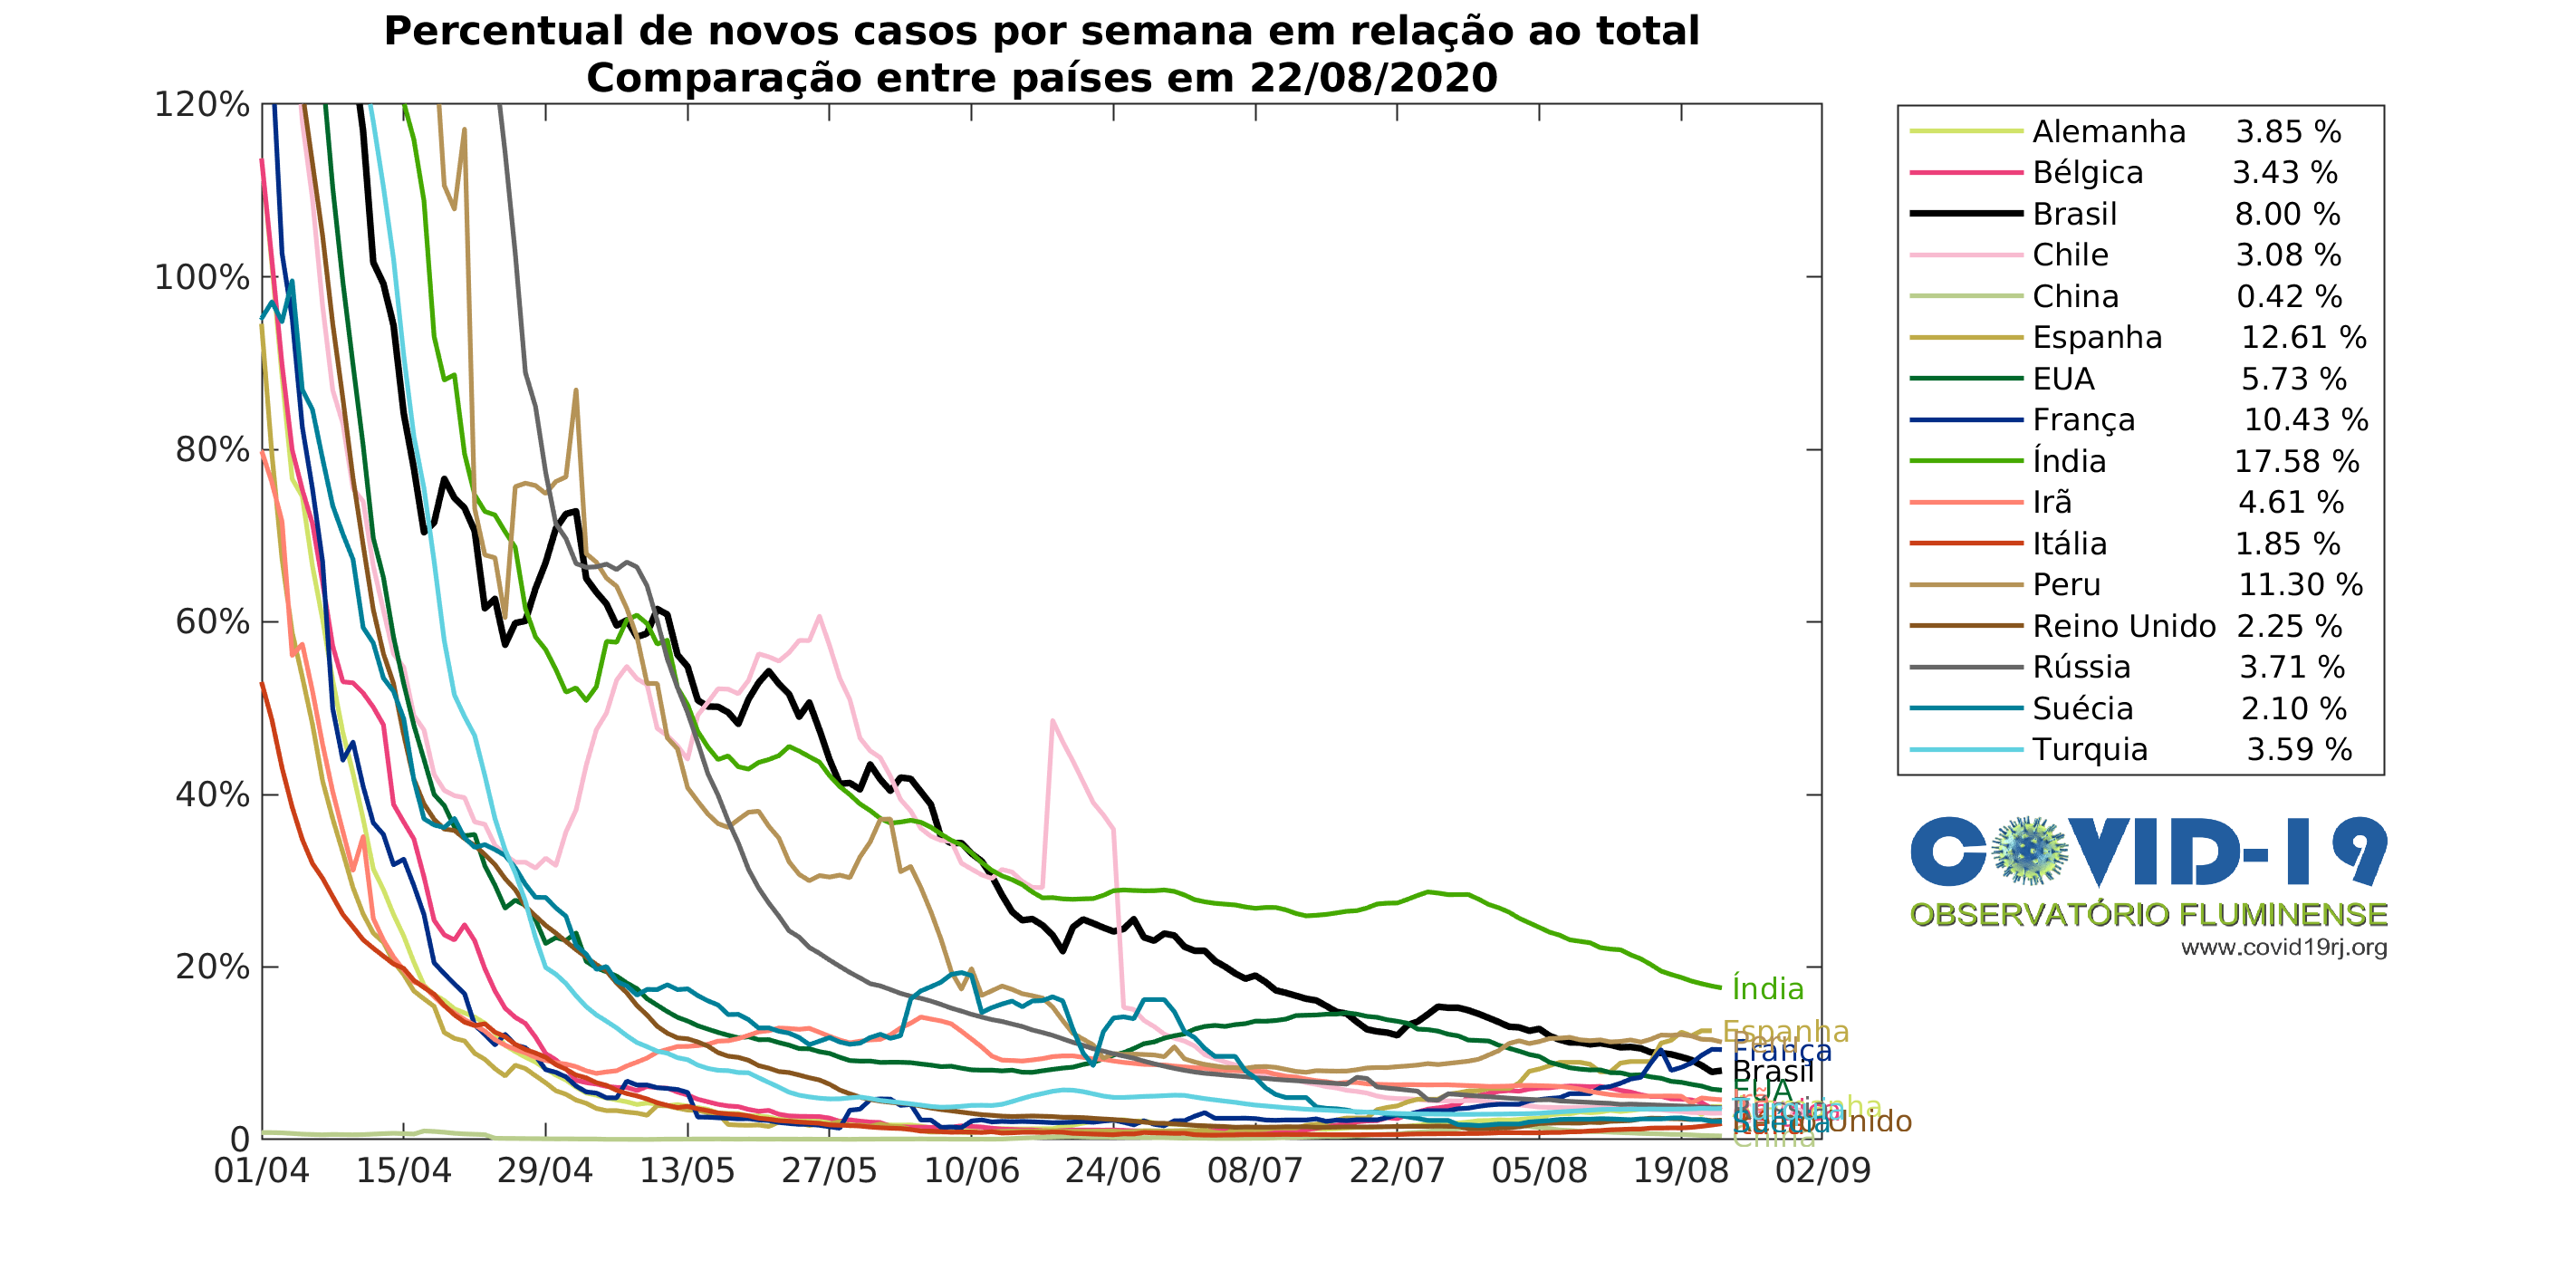 Percentual de novos casos por semana em relação ao total
Comparação entre países em 22/08/2020
120%
100%
80%
60%
40%
20%
0
01/04 15/04 29/04 13/05 27/05 10/06 24/06 08/07 22/07 05/08 19/08 02/09
Índia
Espanha
Peru
França
Brasil
EUA
Turquia
Suécia
China
Alemanha 3.85 %
Bélgica 3.43 %
Brasil 8.00 %
Chile 3.08 %
China 0.42 %
Espanha 12.61 %
EUA 5.73 %
França 10.43 %
Índia 17.58 %
Irã 4.61 %
Itália 1.85 %
Peru 11.30 %
Reino Unido 2.25 %
Rússia 3.71 %
Suécia 2.10 %
Turquia 3.59 %
COVID-19
OBSERVATÓRIO FLUMINENSE
www.covid19rj.org